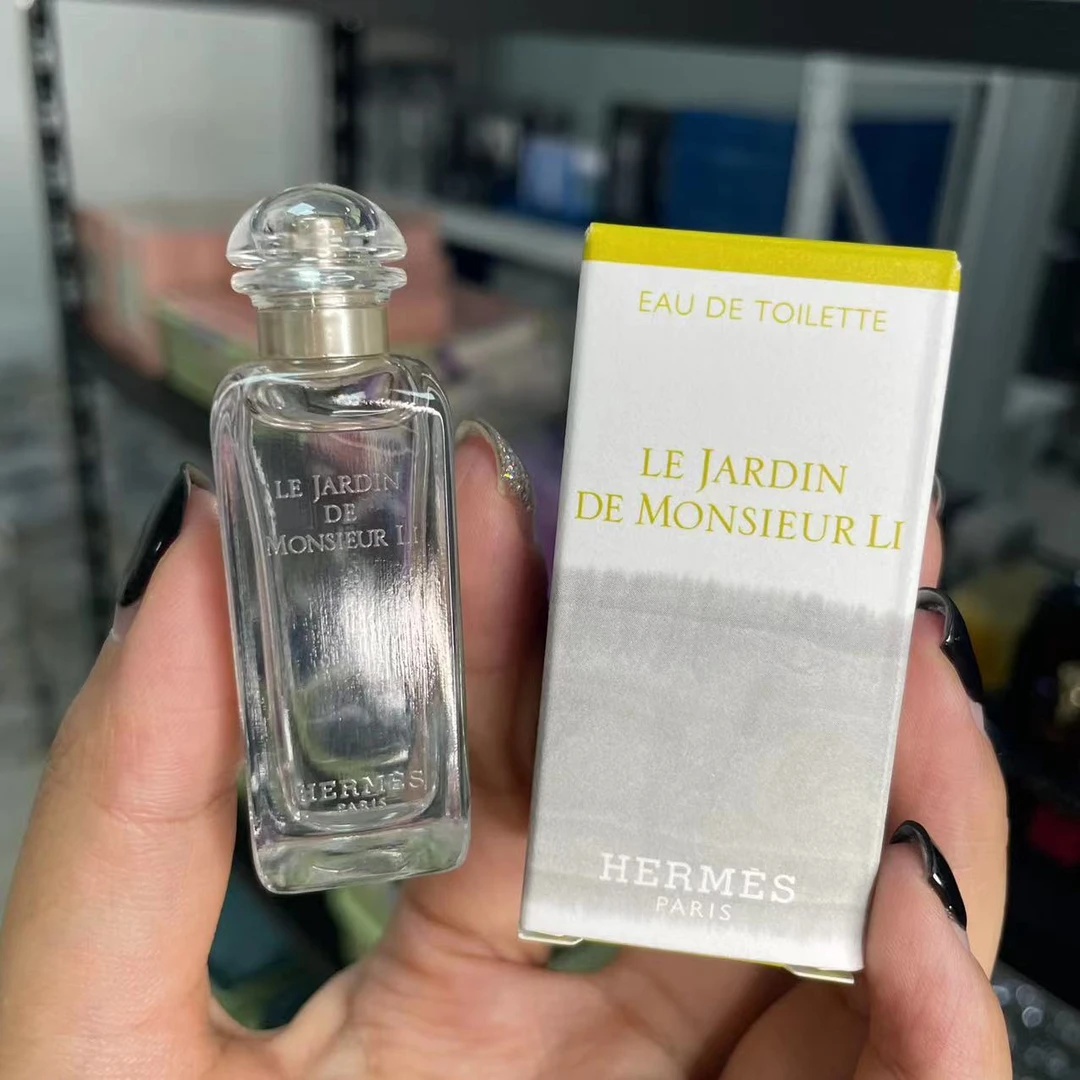 LE JARDIN
DE
MONSIEUR LI
HERMÈS
PARIS
EAU DE TOILETTE
LE JARDIN
DE MONSIEUR LI
HERMÈS
PARIS